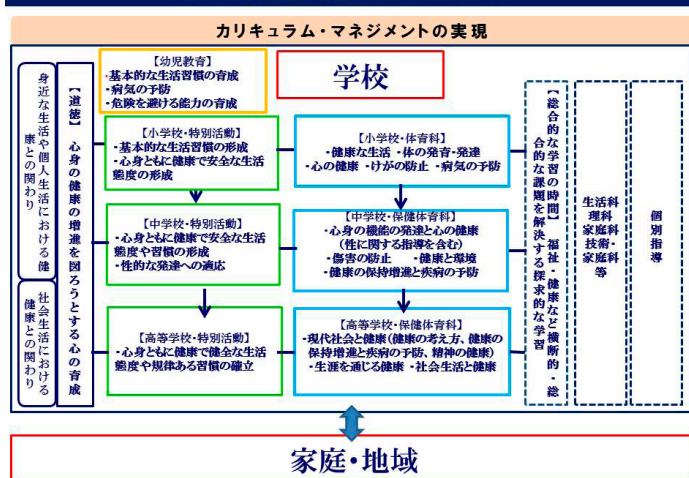 カリキュラム・マネジメントの実現
学校
身近な生活や個人生活における健
康との関わり
社会生活における
健康との関わり
【道徳】 心身の健康の増進を図ろうとする心の育成
【幼児教育】
・基本的な生活習慣の育成
・病気の予防
・危険を避ける能力の育成
【小学校・特別活動】
・基本的な生活習慣の形成
・心身ともに健康で安全な生活
態度の形成
【小学校・体育科】
・健康な生活 ・体の発育・発達
・心の健康 ・けがの防止 ・病気の予防
【中学校・特別活動】
・心身ともに健康で安全な生活
態度や習慣の形成
・性的な発達への適応
【中学校・保健体育科】
・心身の機能の発達と心の健康
(性に関する指導を含む)
・傷害の防止 ・健康と環境
・健康の保持増進と疾病の予防
【高等学校・特別活動】
・心身ともに健康で健全な生活
態度や規律ある習慣の確立
【高等学校・保健体育科】
・現代社会と健康(健康の考え方、健康の
保持増進と疾病の予防、精神の健康)
・生涯を通じる健康 ・社会生活と健康
【総合的な学習の時間】 福祉・健康など横断的・総
合的な課題を解決する探求的な学習
生活科
理科
家庭科
技術・
家庭科
等
個別指導
家庭・地域